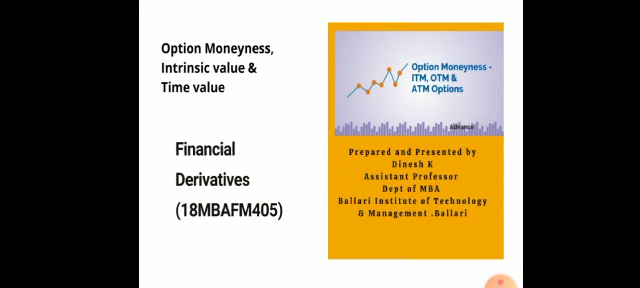 Option Moneyness,
Intrinsic value &
Time value
Financial
Derivatives
(18MBAFM405)
Option Moneyness -
ITM, OTM &
ATM Options
Prepared and Presented by
Dinesh K
Assistant Professor
Dept of MBA
Ballari Institute of Technology
& Management .Ballari